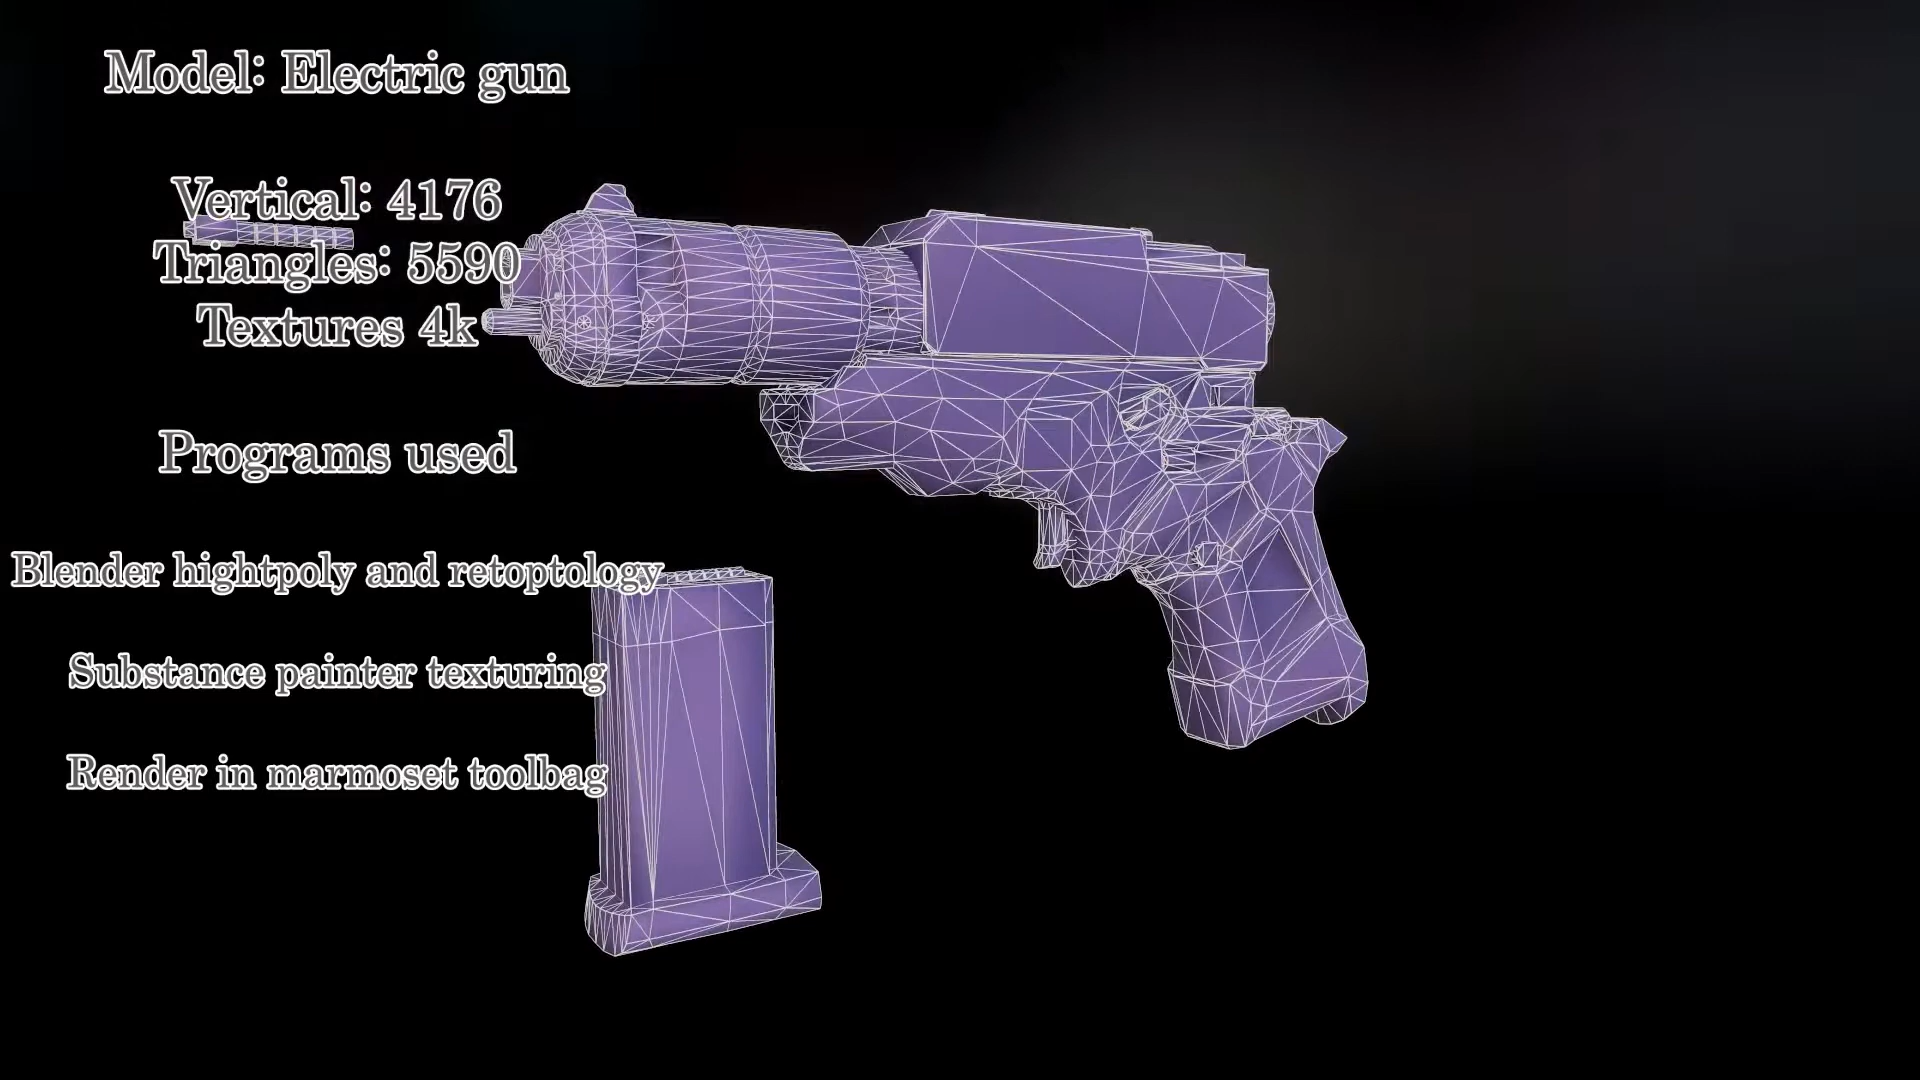 Model: Electric gun
Vertical: 4176
Triangles: 5590
Textures 4k
Programs used
Blender hightpoly and retoptology
Substance painter texturing
Render in marmoset toolbag